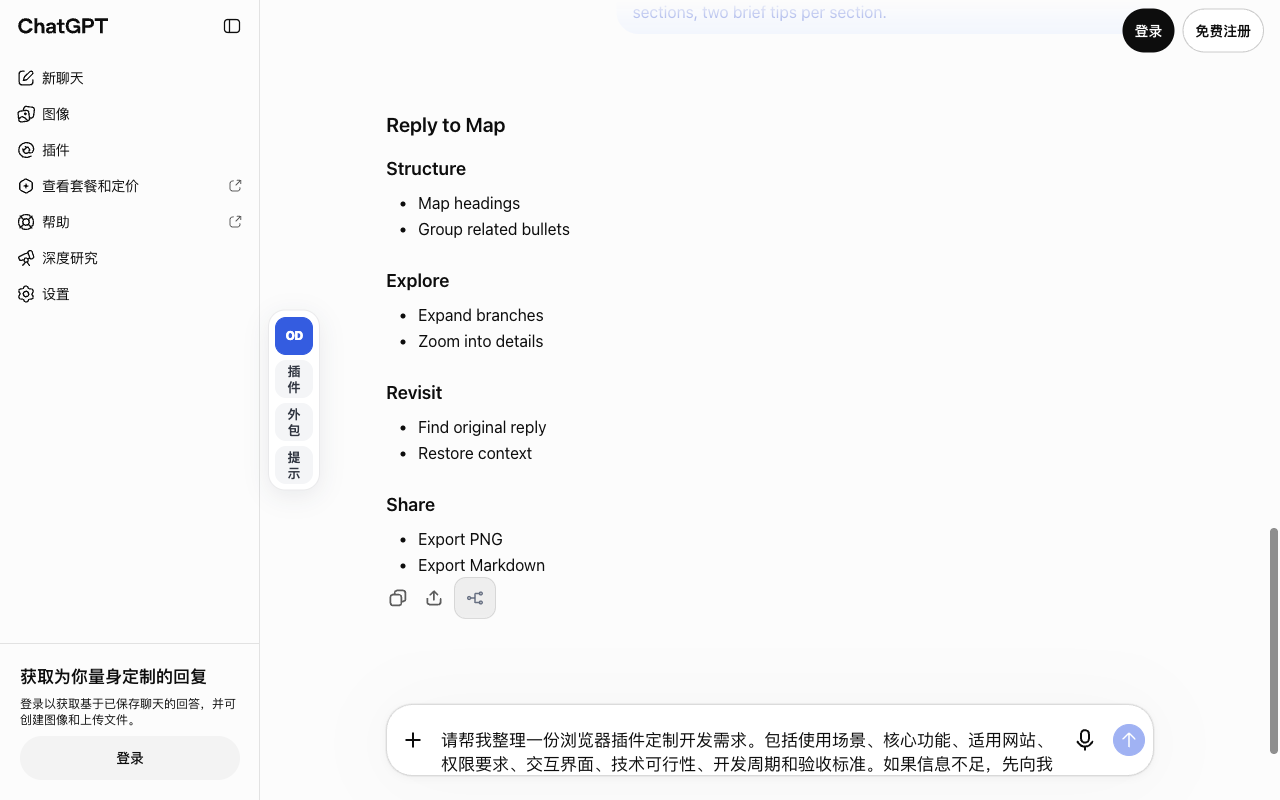 ChatGPT
新聊天
图像
插件
查看套餐和定价
帮助
深度研究
设置
获取为你量身定制的回复
登录以获取基于已保存聊天的回答，并可
创建图像和上传文件。
登录
OD
插
件
外
包
提
示
sections, two brief tips per section.
登录
免费注册
Reply to Map
Structure
• Map headings
• Group related bullets
Explore
• Expand branches
• Zoom into details
Revisit
• Find original reply
• Restore context
Share
• Export PNG
• Export Markdown
请帮我整理一份浏览器插件定制开发需求。包括使用场景、核心功能、适用网站、
权限要求、交互界面、技术可行性、开发周期和验收标准。如果信息不足，先向我